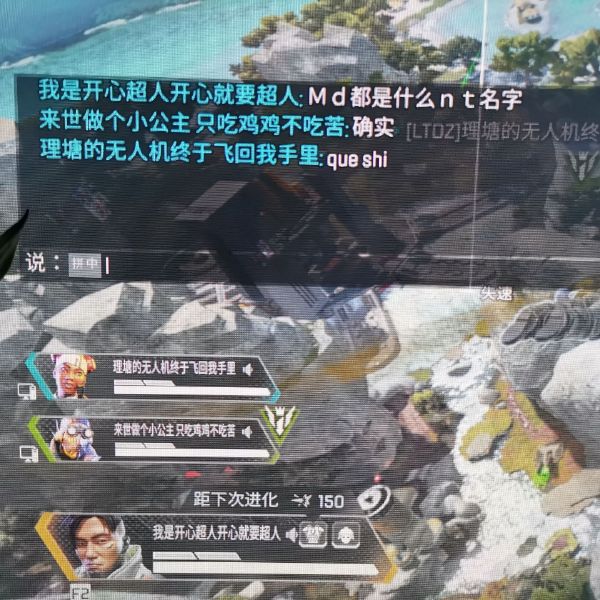 我是开心超人开心就要超人: Md都是什么nt名字
来世做个小公主 只吃鸡鸡不吃苦: 确实
[LTDZ]理塘的无人机终
理塘的无人机终于飞回我手里: que shi
说: 拼中
失速
理塘的无人机终于飞回我手里
来世做个小公主 只吃鸡鸡不吃苦
距下次进化 150
我是开心超人开心就要超人
F2